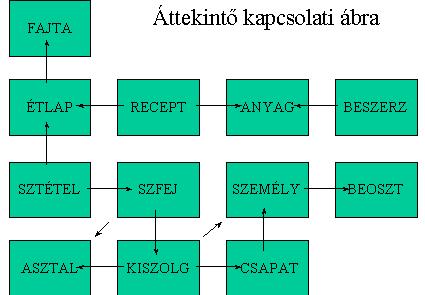 Áttekintő kapcsolati ábra
FAJTA
ÉTLAP RECEPT ANYAG BESZERZ
SZTÉTEL SZFEJ SZEMÉLY BEOSZT
ASZTAL KISZOLG CSAPAT